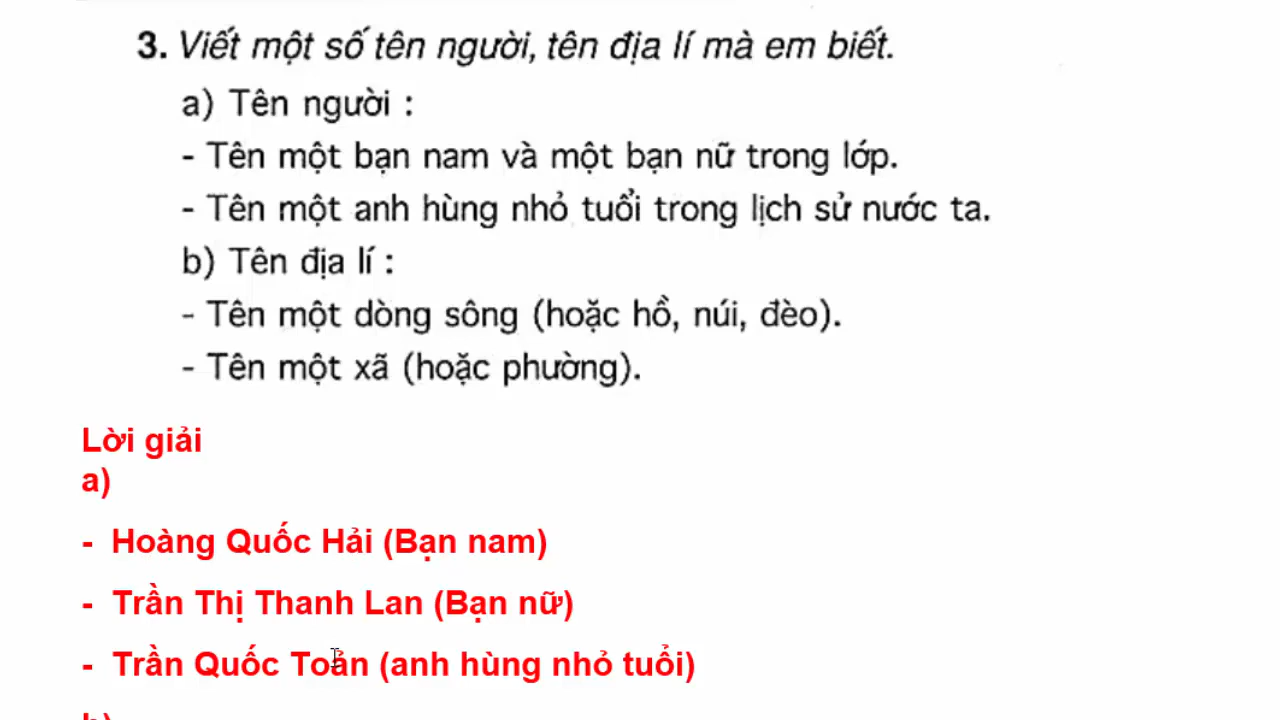 3. Viết một số tên người, tên địa lí mà em biết.
a) Tên người :
- Tên một bạn nam và một bạn nữ trong lớp.
- Tên một anh hùng nhỏ tuổi trong lịch sử nước ta.
b) Tên địa lí :
- Tên một dòng sông (hoặc hồ, núi, đèo).
- Tên một xã (hoặc phường).
Lời giải
a)
- Hoàng Quốc Hải (Bạn nam)
- Trần Thị Thanh Lan (Bạn nữ)
- Trần Quốc Toản (anh hùng nhỏ tuổi)
b)